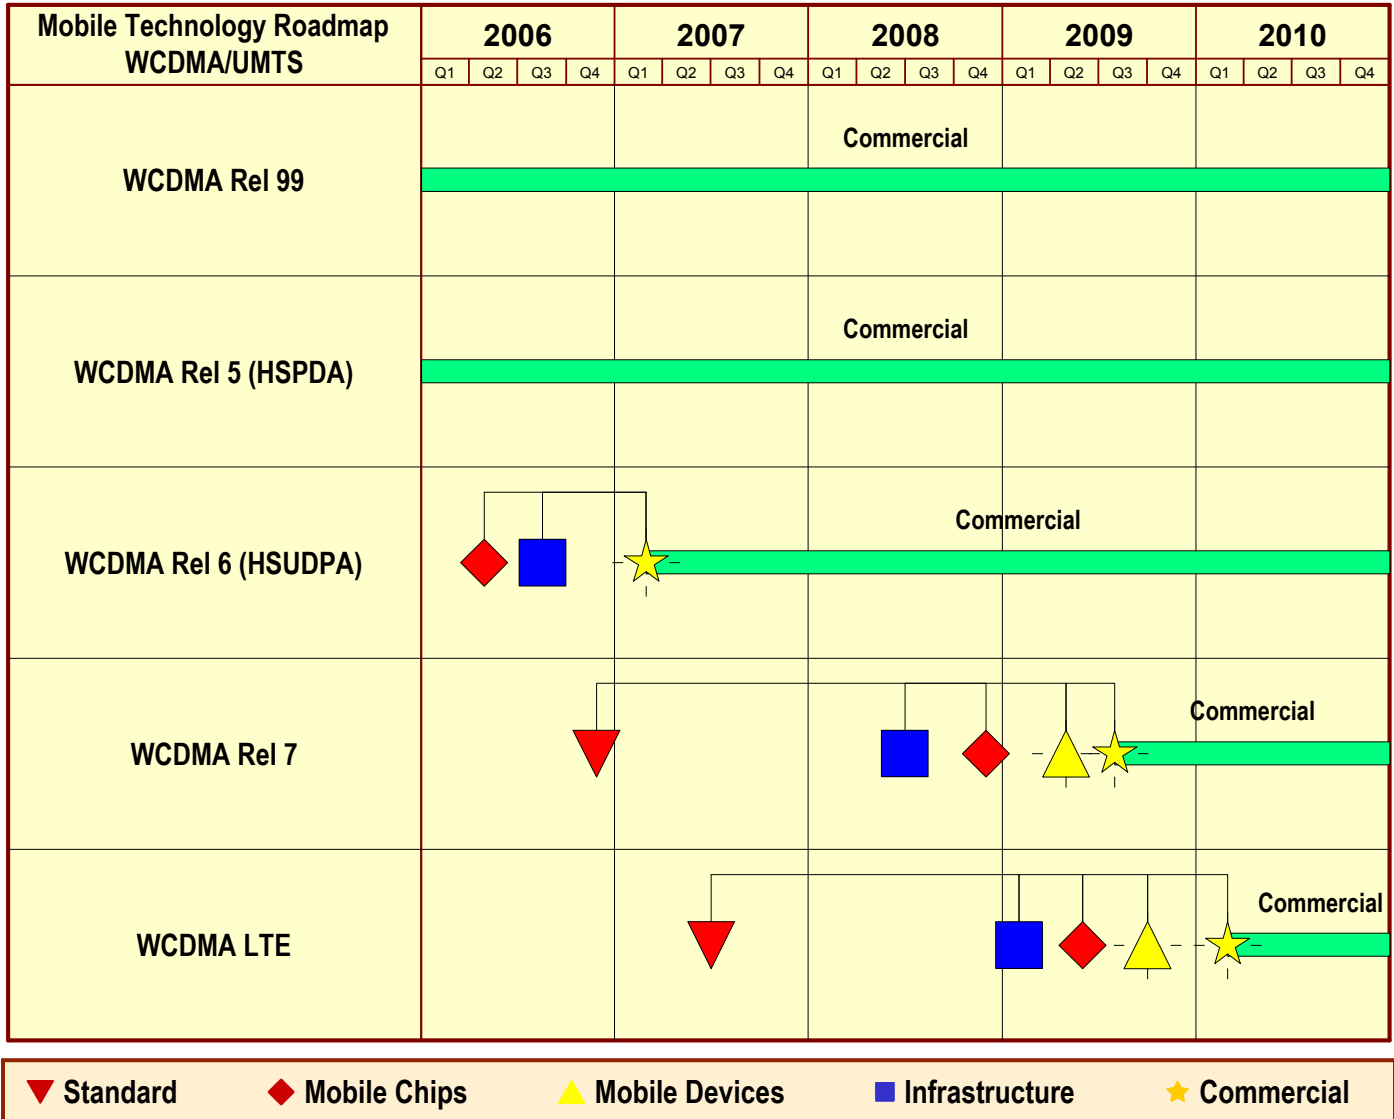 Mobile Technology Roadmap
WCDMA/UMTS
2006 2007 2008 2009 2010
Q1 Q2 Q3 Q4 Q1 Q2 Q3 Q4 Q1 Q2 Q3 Q4 Q1 Q2 Q3 Q4 Q1 Q2 Q3 Q4
Commercial
WCDMA Rel 99
Commercial
WCDMA Rel 5 (HSPDA)
Commercial
WCDMA Rel 6 (HSUDPA)
Commercial
WCDMA Rel 7
Commercial
WCDMA LTE
Standard Mobile Chips Mobile Devices Infrastructure Commercial